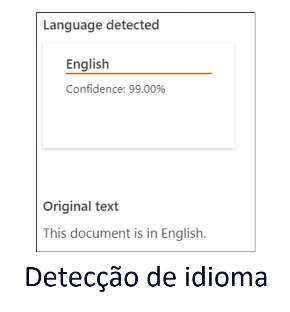 Language detected
English
Confidence: 99.00%
Original text
This document is in English.
Detecção de idioma